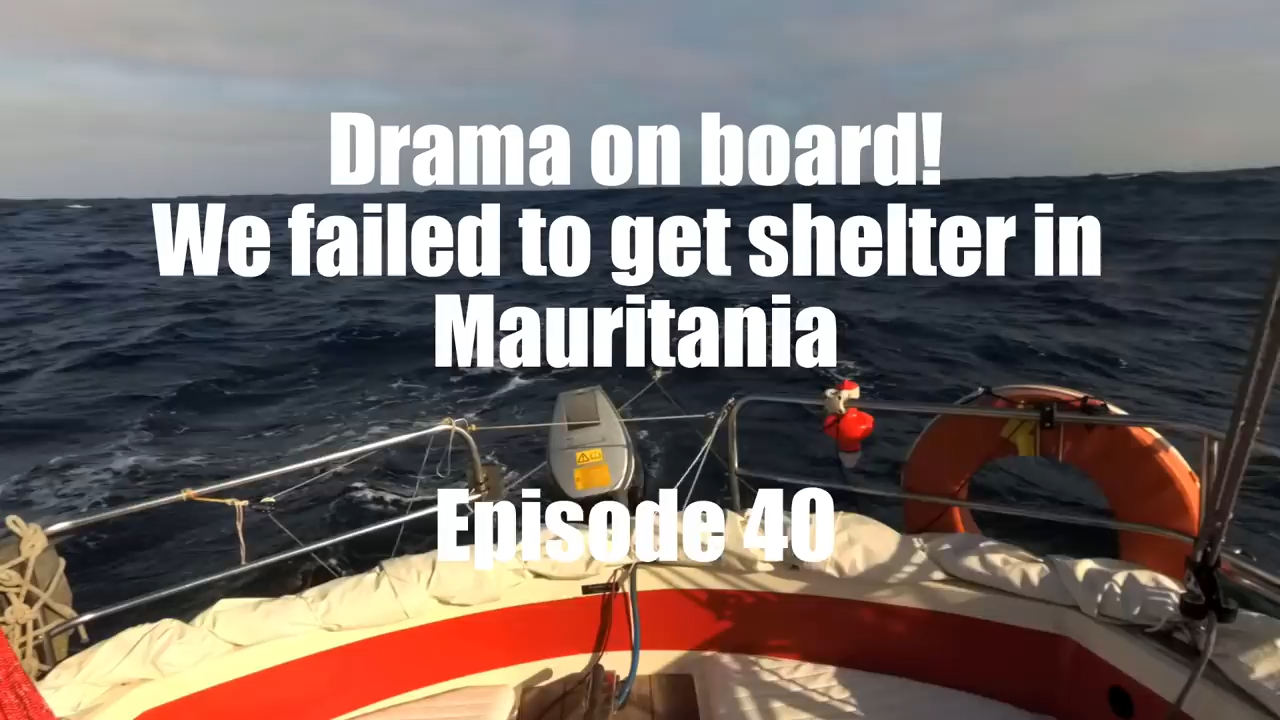 Drama on board!
We failed to get shelter in
Mauritania
Episode 40